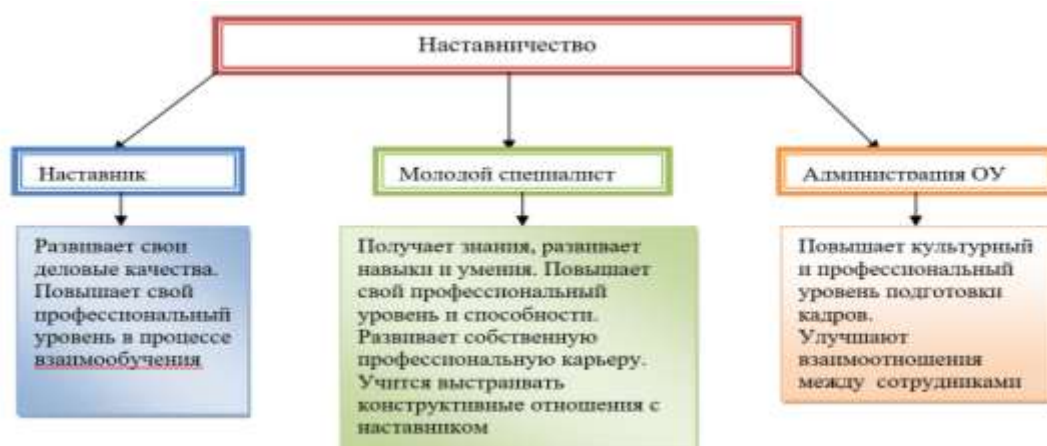 Наставничество
Наставник
Молодой специалист
Администрация ОУ
Развивает свои
деловые качества.
Повышает свой
профессиональный
уровень в процессе
взаимообучения
Получает знания, развивает
навыки и умения. Повышает
свой профессиональный
уровень и способности.
Развивает собственную
профессиональную карьеру.
Учится выстраивать
конструктивные отношения с
наставником
Повышает культурный
и профессиональный
уровень подготовки
кадров.
Улучшают
взаимоотношения
между сотрудниками